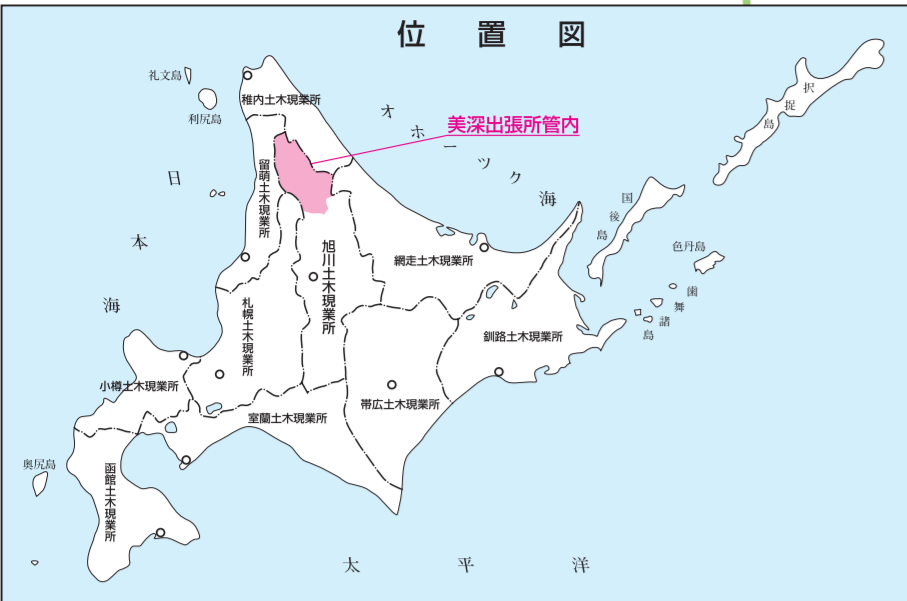 位置図
礼文島
利尻島
稚内土木現業所
オホーツク海
美深出張所管内
択捉島
日本海
留萌土木現業所
国後島
旭川土木現業所
網走土木現業所
色丹島
歯舞諸島
札幌土木現業所
釧路土木現業所
小樽土木現業所
帯広土木現業所
室蘭土木現業所
奥尻島
函館土木現業所
太平洋